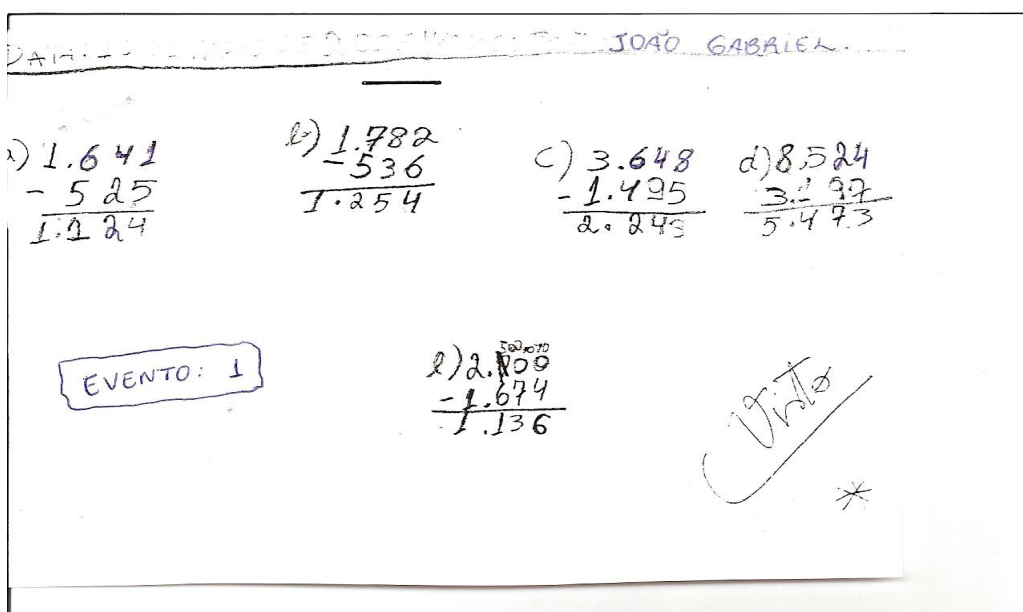 JOÃO GABRIEL.
a) 1.641
- 525
1.124
b) 1.782
- 536
1.254
c) 3.648
- 1.495
2.243
d) 8.524
3.197
5.473
EVENTO: 1
e) 2.700
- 1.674
1.136
Visto
*